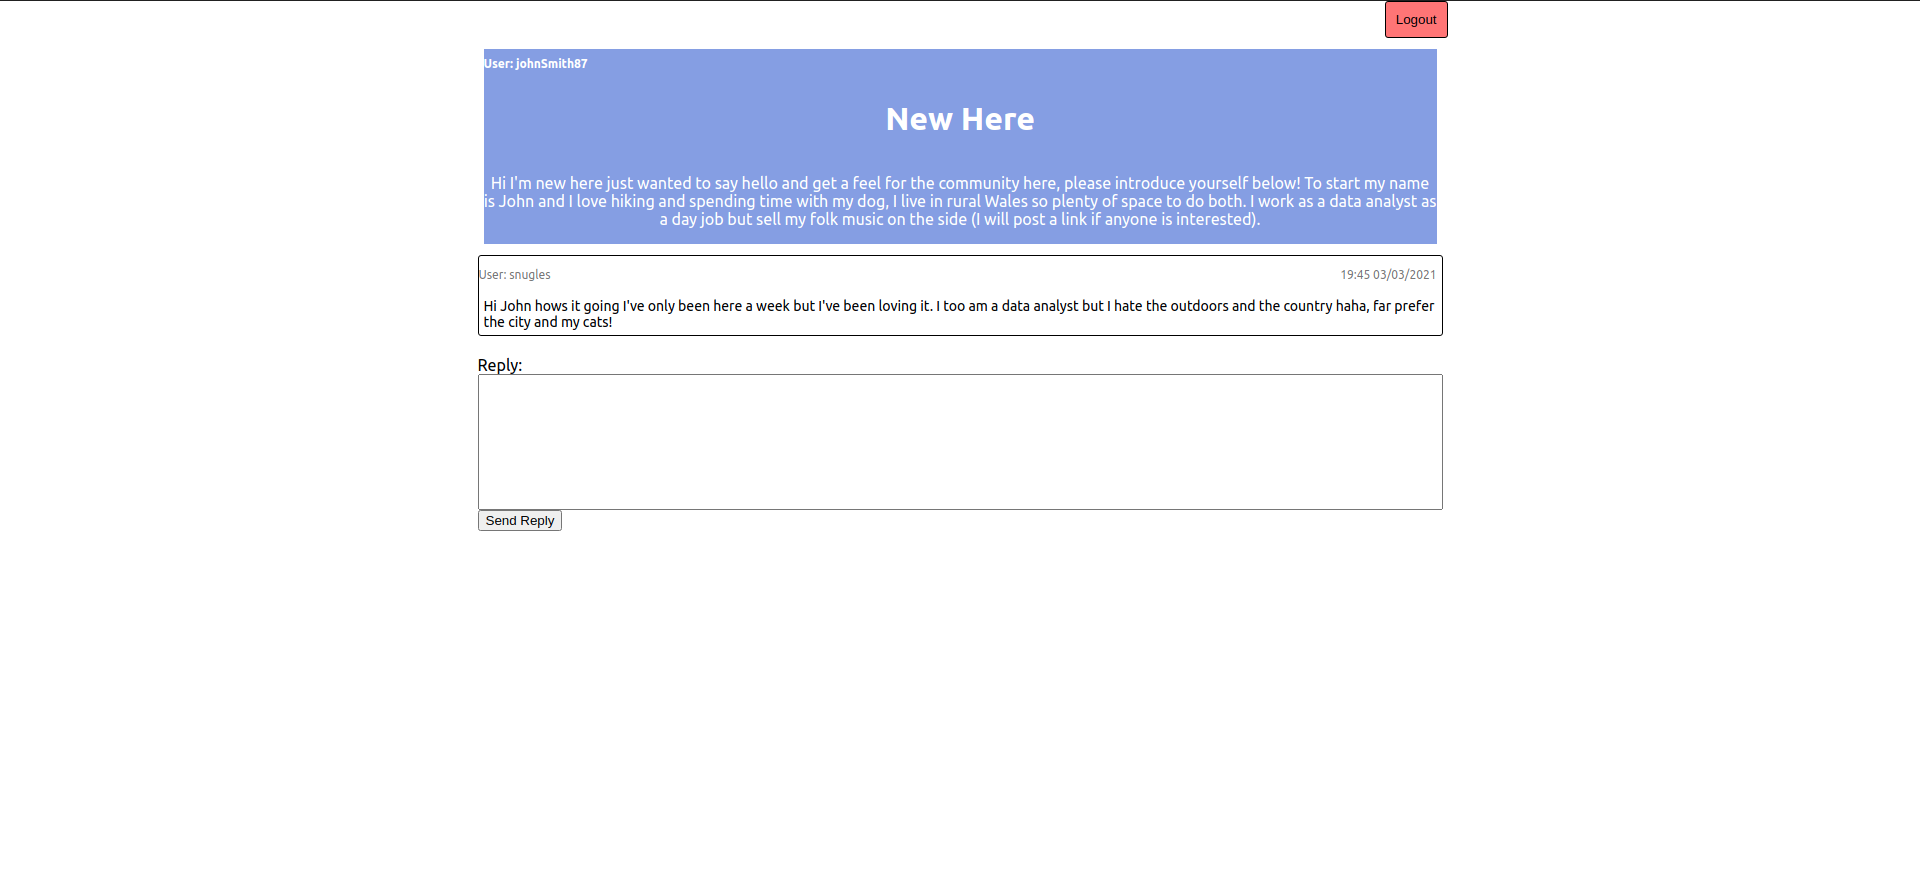 Logout
User: johnSmith87
New Here
Hi I'm new here just wanted to say hello and get a feel for the community here, please introduce yourself below! To start my name
is John and I love hiking and spending time with my dog, I live in rural Wales so plenty of space to do both. I work as a data analyst as
a day job but sell my folk music on the side (I will post a link if anyone is interested).
User: snugles 19:45 03/03/2021
Hi John hows it going I've only been here a week but I've been loving it. I too am a data analyst but I hate the outdoors and the country haha, far prefer
the city and my cats!
Reply:
Send Reply